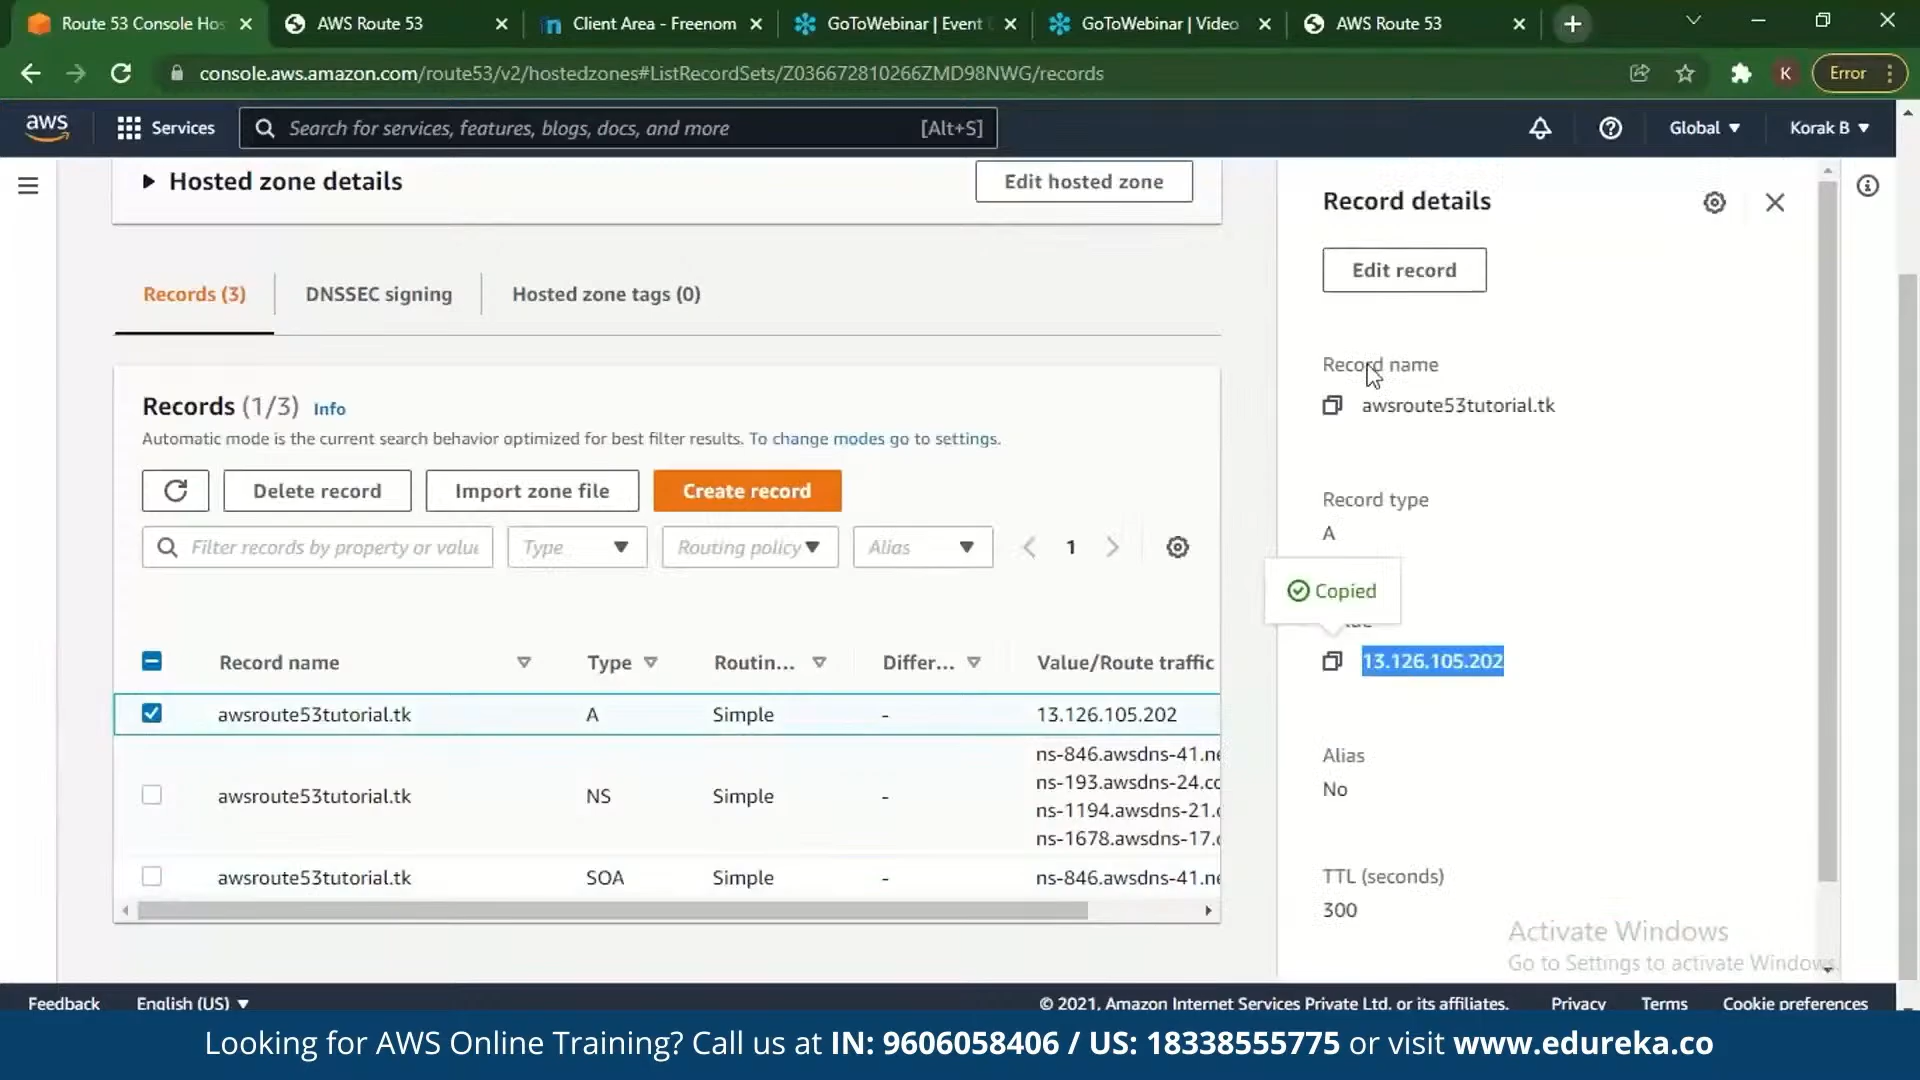 Route 53 Console Hos
AWS Route 53
Client Area - Freenom
GoToWebinar | Event
GoToWebinar | Video
AWS Route 53
console.aws.amazon.com/route53/v2/hostedzones#ListRecordSets/Z036672810266ZMD98NWG/records
K
Error
aws
Services
Search for services, features, blogs, docs, and more
[Alt+S]
Global
Korak B
Hosted zone details
Edit hosted zone
Records (3)
DNSSEC signing
Hosted zone tags (0)
Records (1/3) Info
Automatic mode is the current search behavior optimized for best filter results. To change modes go to settings.
Delete record
Import zone file
Create record
Filter records by property or value
Type
Routing policy
Alias
1
Record name Type Routin... Differ... Value/Route traffic
awsroute53tutorial.tk A Simple - 13.126.105.202
awsroute53tutorial.tk NS Simple -
ns-846.awsdns-41.ne
ns-193.awsdns-24.co
ns-1194.awsdns-21.
ns-1678.awsdns-17.
awsroute53tutorial.tk SOA Simple - ns-846.awsdns-41.ne
Record details
Edit record
Record name
awsroute53tutorial.tk
Record type
A
Copied
13.126.105.202
Alias
No
TTL (seconds)
300
Activate Windows
Go to Settings to activate Windows.
Feedback
English (US)
© 2021, Amazon Internet Services Private Ltd. or its affiliates.
Privacy
Terms
Cookie preferences
Looking for AWS Online Training? Call us at IN: 9606058406 / US: 18338555775 or visit www.edureka.co